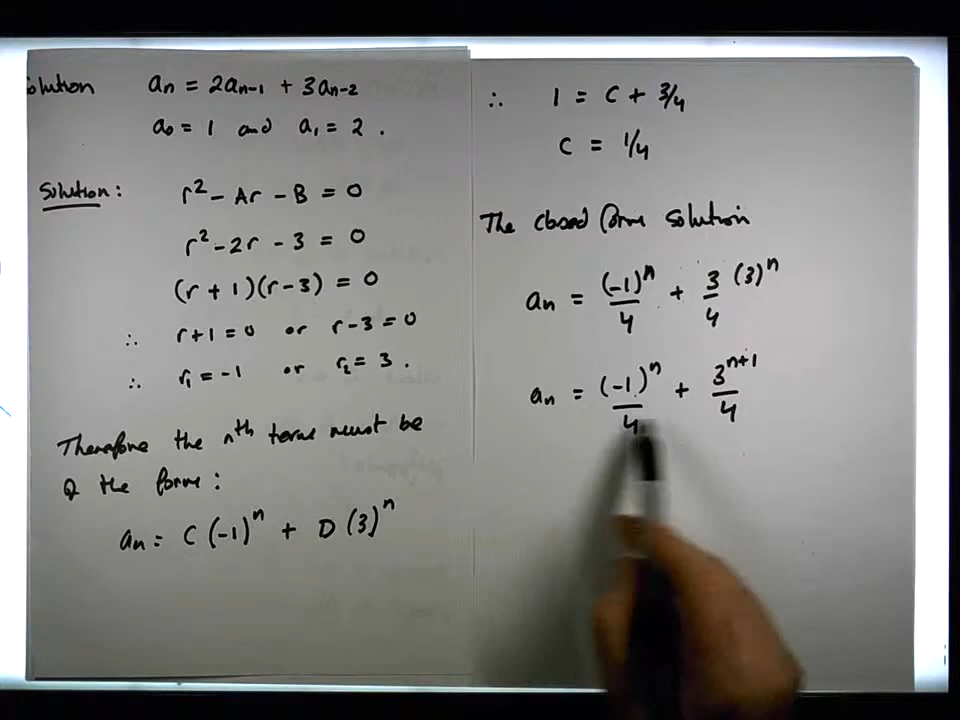 Solution aₙ = 2aₙ₋₁ + 3aₙ₋₂
a₀ = 1 and a₁ = 2 .
Solution : r² - Ar - B = 0
r² - 2r - 3 = 0
(r + 1)(r - 3) = 0
∴ r + 1 = 0 or r - 3 = 0
∴ r₁ = -1 or r₂ = 3 .
Therefore the nᵗʰ term must be
of the form :
aₙ = C (-1)ⁿ + D (3)ⁿ
∴ 1 = C + 3/4
C = 1/4
The closed form solution
aₙ = (-1)ⁿ/4 + 3/4 (3)ⁿ
aₙ = (-1)ⁿ/4 + 3ⁿ⁺¹/4